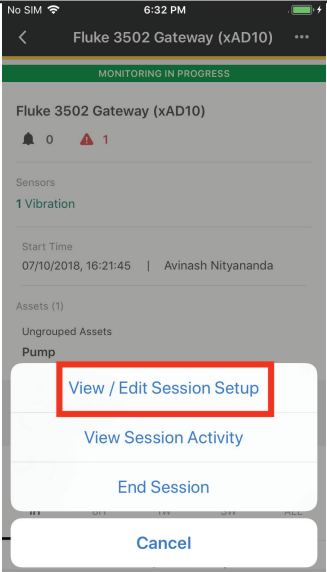 No SIM 6:32 PM
Fluke 3502 Gateway (xAD10) •••
MONITORING IN PROGRESS
Fluke 3502 Gateway (xAD10)
0 1
Sensors
1 Vibration
Start Time
07/10/2018, 16:21:45 | Avinash Nityananda
Assets (1)
Ungrouped Assets
Pump
View / Edit Session Setup
View Session Activity
End Session
Cancel